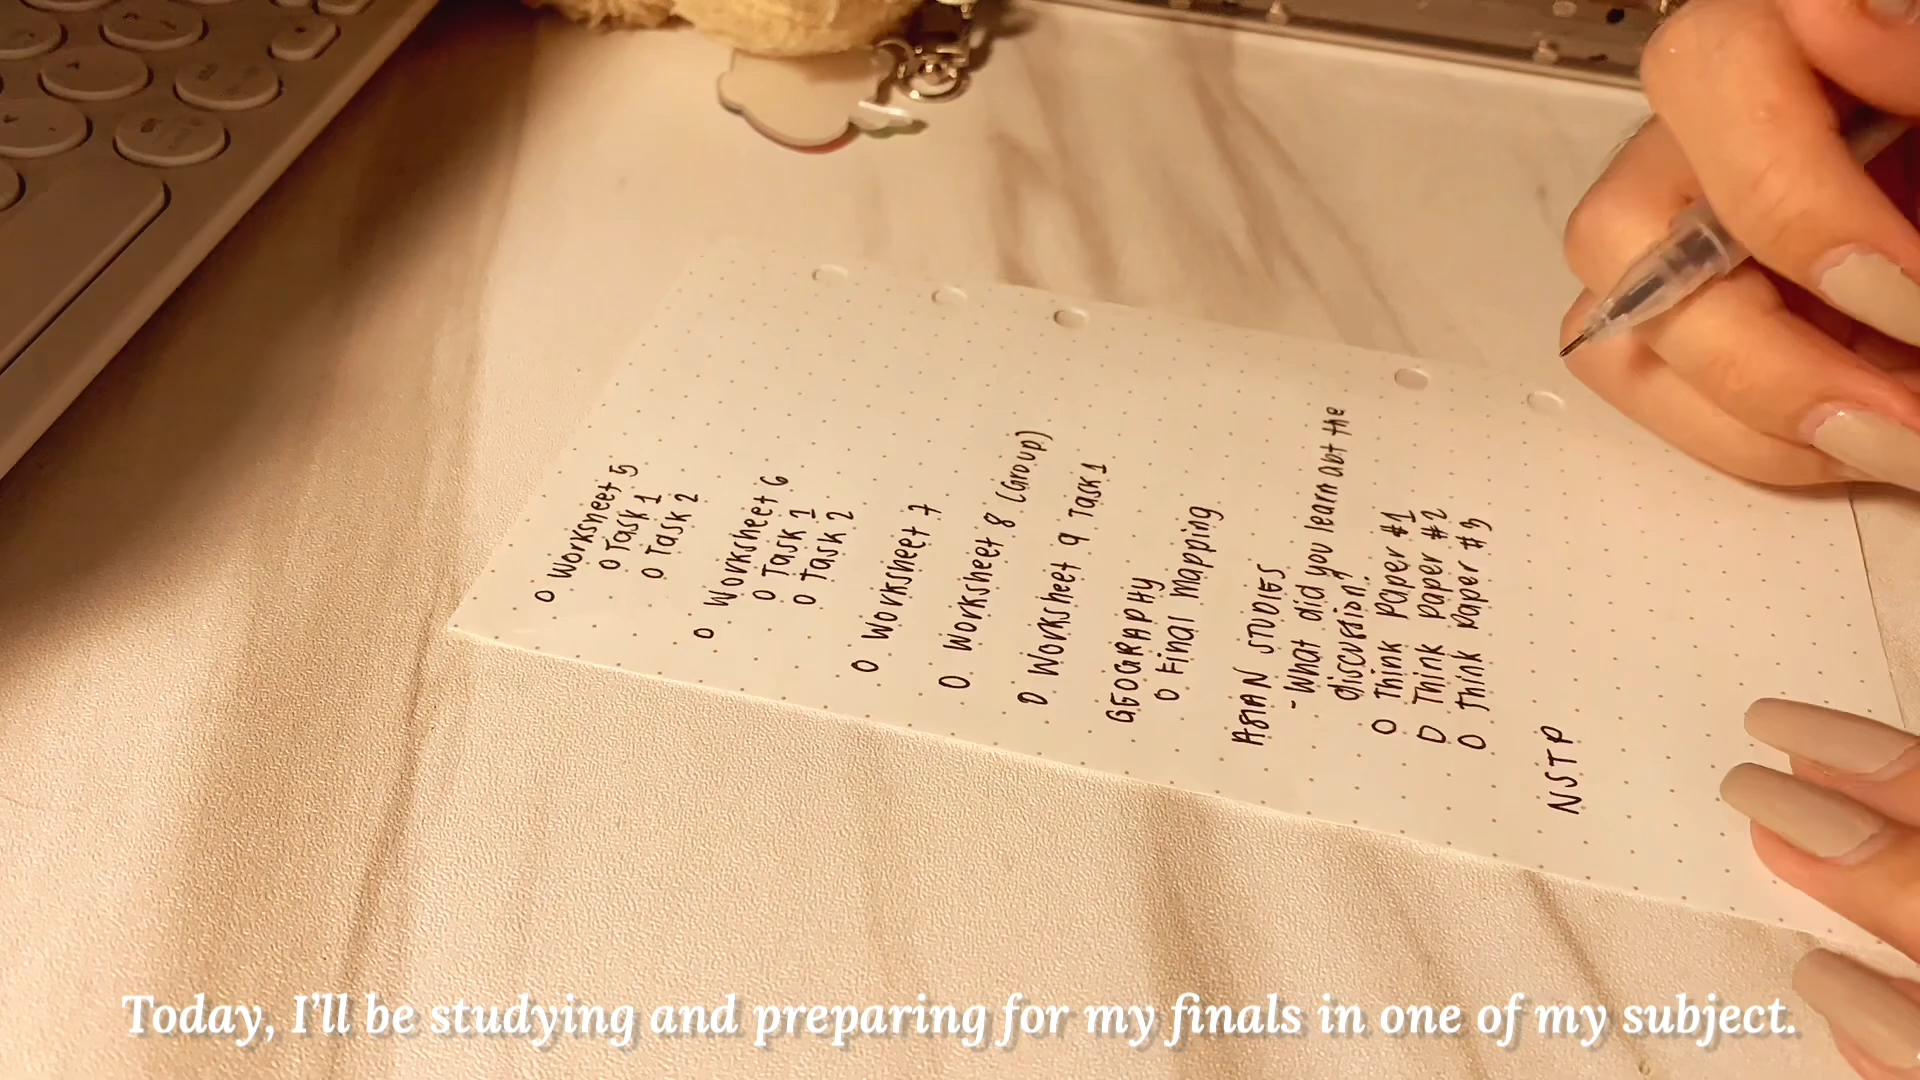 O Worksheet 5
O Task 1
O Task 2
O Worksheet 6
O Task 1
O Task 2
O Worksheet 7
O Worksheet 8 (Group)
O Worksheet 9 Task 1
GEOGRAPHY
O Final Mapping
ASIAN STUDIES
- What did you learn abt the
discussion?
O Think Paper #1
O Think paper #2
O Think paper #3
NSTP
Today, I'll be studying and preparing for my finals in one of my subject.